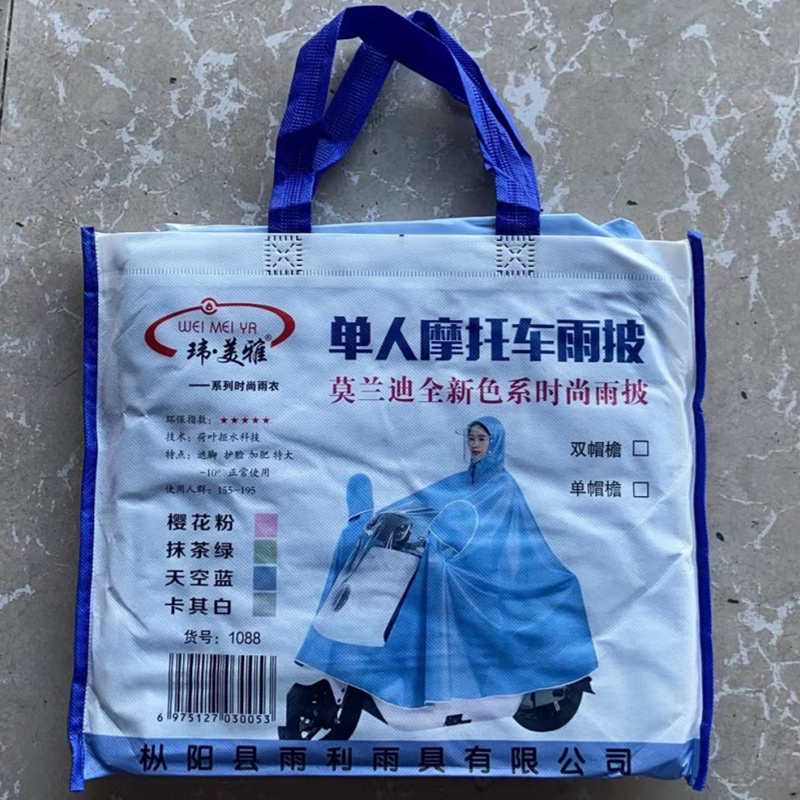 WEI MEI YA
玮·美雅®
——系列时尚雨衣
单人摩托车雨披
莫兰迪全新色系时尚雨披
环保指数：★★★★★
技术：荷叶拒水科技
特点：遮脚 护脸 加肥 特大
-10° 正常使用
使用人群：155-195
双帽檐 □
单帽檐 □
樱花粉
抹茶绿
天空蓝
卡其白
货号：1088
6 975127 030053
枞阳县雨利雨具有限公司